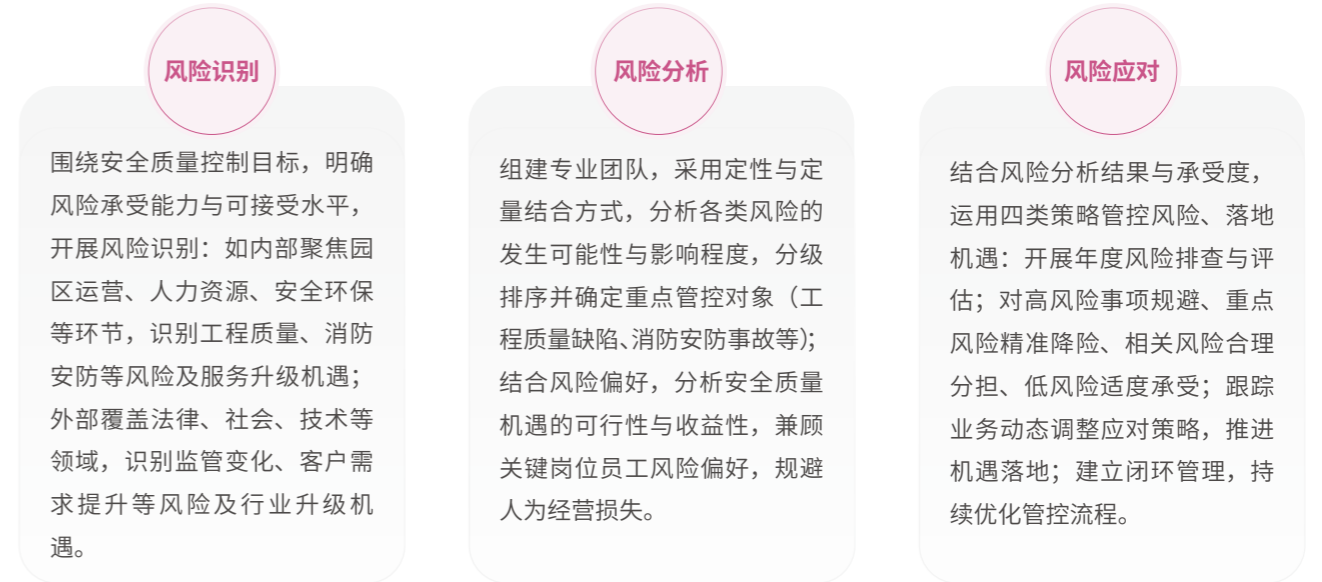 风险识别
围绕安全质量控制目标，明确
风险承受能力与可接受水平，
开展风险识别：如内部聚焦园
区运营、人力资源、安全环保
等环节，识别工程质量、消防
安防等风险及服务升级机遇；
外部覆盖法律、社会、技术等
领域，识别监管变化、客户需
求提升等风险及行业升级机
遇。
风险分析
组建专业团队，采用定性与定
量结合方式，分析各类风险的
发生可能性与影响程度，分级
排序并确定重点管控对象（工
程质量缺陷、消防安防事故等）；
结合风险偏好，分析安全质量
机遇的可行性与收益性，兼顾
关键岗位员工风险偏好，规避
人为经营损失。
风险应对
结合风险分析结果与承受度，
运用四类策略管控风险、落地
机遇：开展年度风险排查与评
估；对高风险事项规避、重点
风险精准降险、相关风险合理
分担、低风险适度承受；跟踪
业务动态调整应对策略，推进
机遇落地；建立闭环管理，持
续优化管控流程。